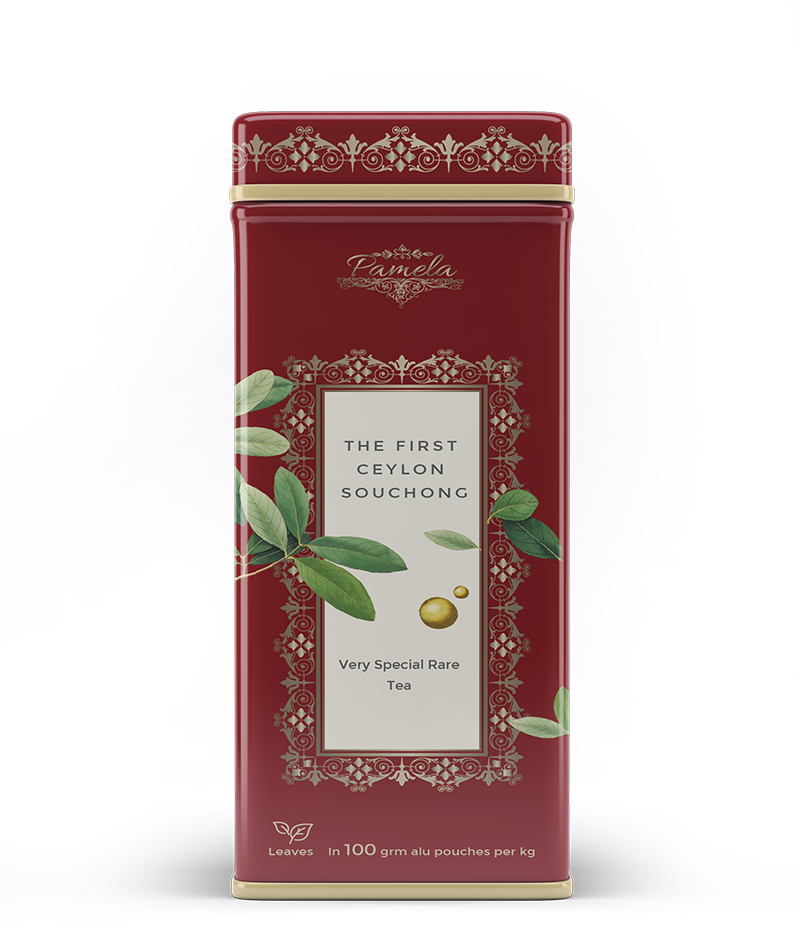 Pamela
THE FIRST
CEYLON
SOUCHONG
Very Special Rare
Tea
Leaves In 100 grm alu pouches per kg